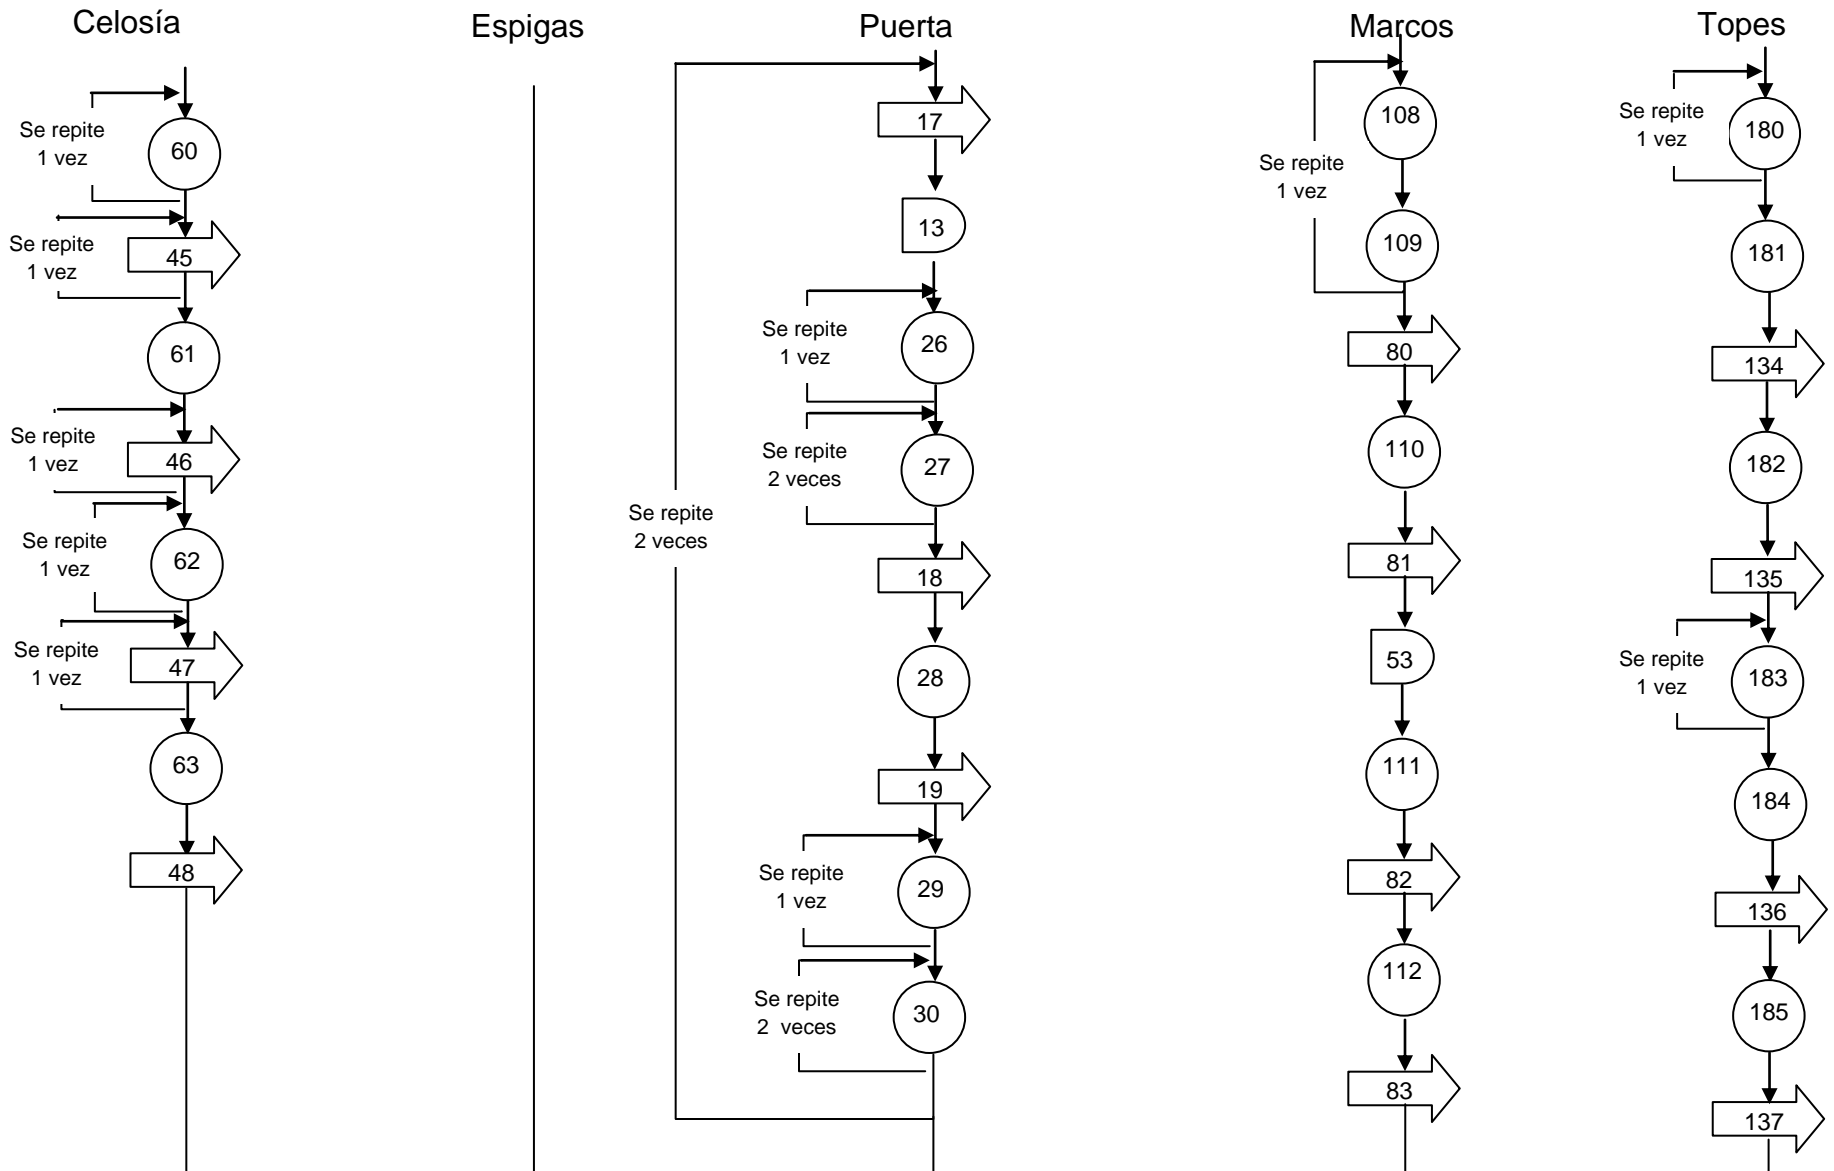 Celosía
Se repite
1 vez
60
Se repite
1 vez
45
61
Se repite
1 vez
46
Se repite
1 vez
62
Se repite
1 vez
47
63
48
Espigas
Puerta
Se repite
2 veces
17
13
Se repite
1 vez
26
Se repite
2 veces
27
18
28
19
Se repite
1 vez
29
Se repite
2 veces
30
Marcos
Se repite
1 vez
108
109
80
110
81
53
111
82
112
83
Topes
Se repite
1 vez
180
181
134
182
135
Se repite
1 vez
183
184
136
185
137